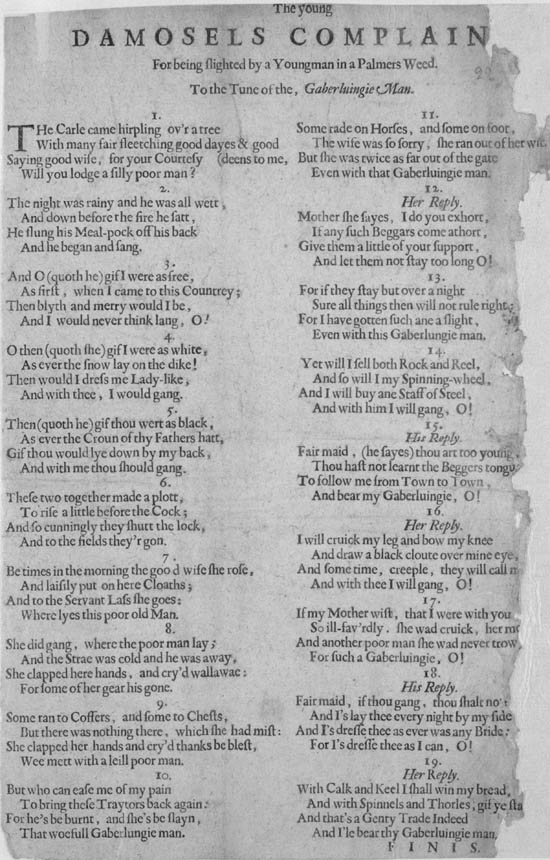 The young
DAMOSELS COMPLAIN
For being ſlighted by a Youngman in a Palmers Weed.
To the Tune of the, Gaberluingie Man.
1.
THe Carle came hirpling ov'r a tree
With many fair fleetching good dayes & good
Saying good wife, for your Courteſy (deens to me,
Will you lodge a ſilly poor man?
2.
The night was rainy and he was all wett,
And down before the fire he ſatt,
He flung his Meal-pock off his back
And he began and ſang.
3.
And O (quoth he) gif I were as free,
As firſt, when I came to this Countrey;
Then blyth and merry would I be,
And I would never think lang, O!
4.
O then (quoth ſhe) gif I were as white,
As ever the ſnow lay on the dike!
Then would I dreſs me Lady-like,
And with thee, I would gang.
5.
Then (quoth he) gif thou wert as black,
As ever the Croun of thy Fathers hatt,
Gif thou would lye down by my back,
And with me thou ſhould gang.
6.
Theſe two together made a plott,
To riſe a little before the Cock;
And ſo cunningly they ſhutt the lock,
And to the fields they'r gon.
7.
Be times in the morning the good wife ſhe roſe,
And laiſily put on here Cloaths;
And to the Servant Laſs ſhe goes:
Where lyes this poor old Man.
8.
She did gang, where the poor man lay;
And the Strae was cold and he was away,
She clapped here hands, and cry'd wallawae:
For ſome of her gear his gone.
9.
Some ran to Coffers, and ſome to Cheſts,
But there was nothing there, which ſhe had miſt:
She clapped her hands and cry'd thanks be bleſt,
Wee mett with a leill poor man.
10.
But who can eaſe me of my pain
To bring theſe Traytors back again:
For he's be burnt, and ſhe's be ſlayn,
That woefull Gaberlungie man.
11.
Some rade on Horſes, and ſome on foot,
The wife was ſo ſorry, ſhe ran out of her wit.
But ſhe was twice as far out of the gate
Even with that Gaberluingie man.
12.
Her Reply.
Mother ſhe ſayes, I do you exhort,
If any ſuch Beggars come athort,
Give them a little of your ſupport,
And let them not ſtay too long O!
13.
For if they ſtay but over a night
Sure all things then will not rule right;
For I have gotten ſuch ane a ſlight,
Even with this Gaberluingie man.
14.
Yet will I ſell both Rock and Reel,
And ſo will I my Spinning-wheel,
And I will buy ane Staff of Steel,
And with him I will gang, O!
15.
His Reply.
Fair maid, (he ſayes) thou art too young,
Thou haſt not learnt the Beggers tongu
To follow me from Town to Town,
And bear my Gaberluingie, O!
16.
Her Reply.
I will cruick my leg and bow my knee
And draw a black cloute over mine eye,
And ſome time, creeple, they will call
And with thee I will gang, O!
17.
If my Mother wiſt, that I were with you
So ill-fav'rdly. ſhe wad cruick, her
And another poor man ſhe wad never trow,
For ſuch a Gaberluingie, O!
18.
His Reply.
Fair maid, if thou gang, thou ſhalt no
And I's lay thee every night by my ſide
And I's dreſſe thee as ever was any Bride:
For I's dreſſe thee as I can, O!
19.
Her Reply.
With Calk and Keel I ſhall win my bread,
And with Spinnels and Thorles, gif ye
And that's a Genty Trade Indeed
And I'le bear thy Gaberluingie man.
FINIS.